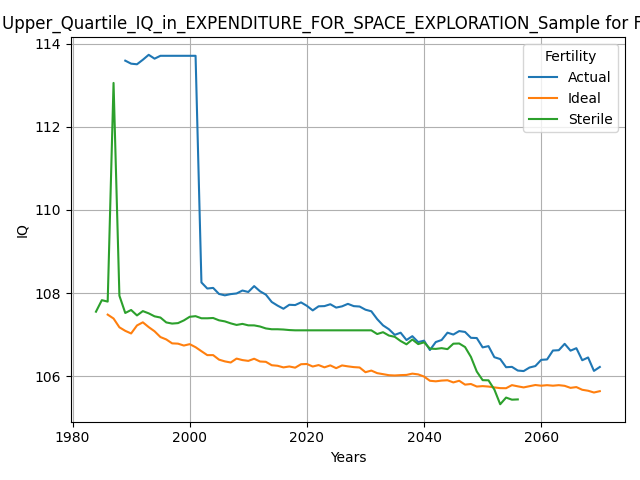 Upper_Quartile_IQ_in_EXPENDITURE_FOR_SPACE_EXPLORATION_Sample for F
114
112
110
108
106
IQ
1980
2000
2020
2040
2060
Years
Fertility
Actual
Ideal
Sterile